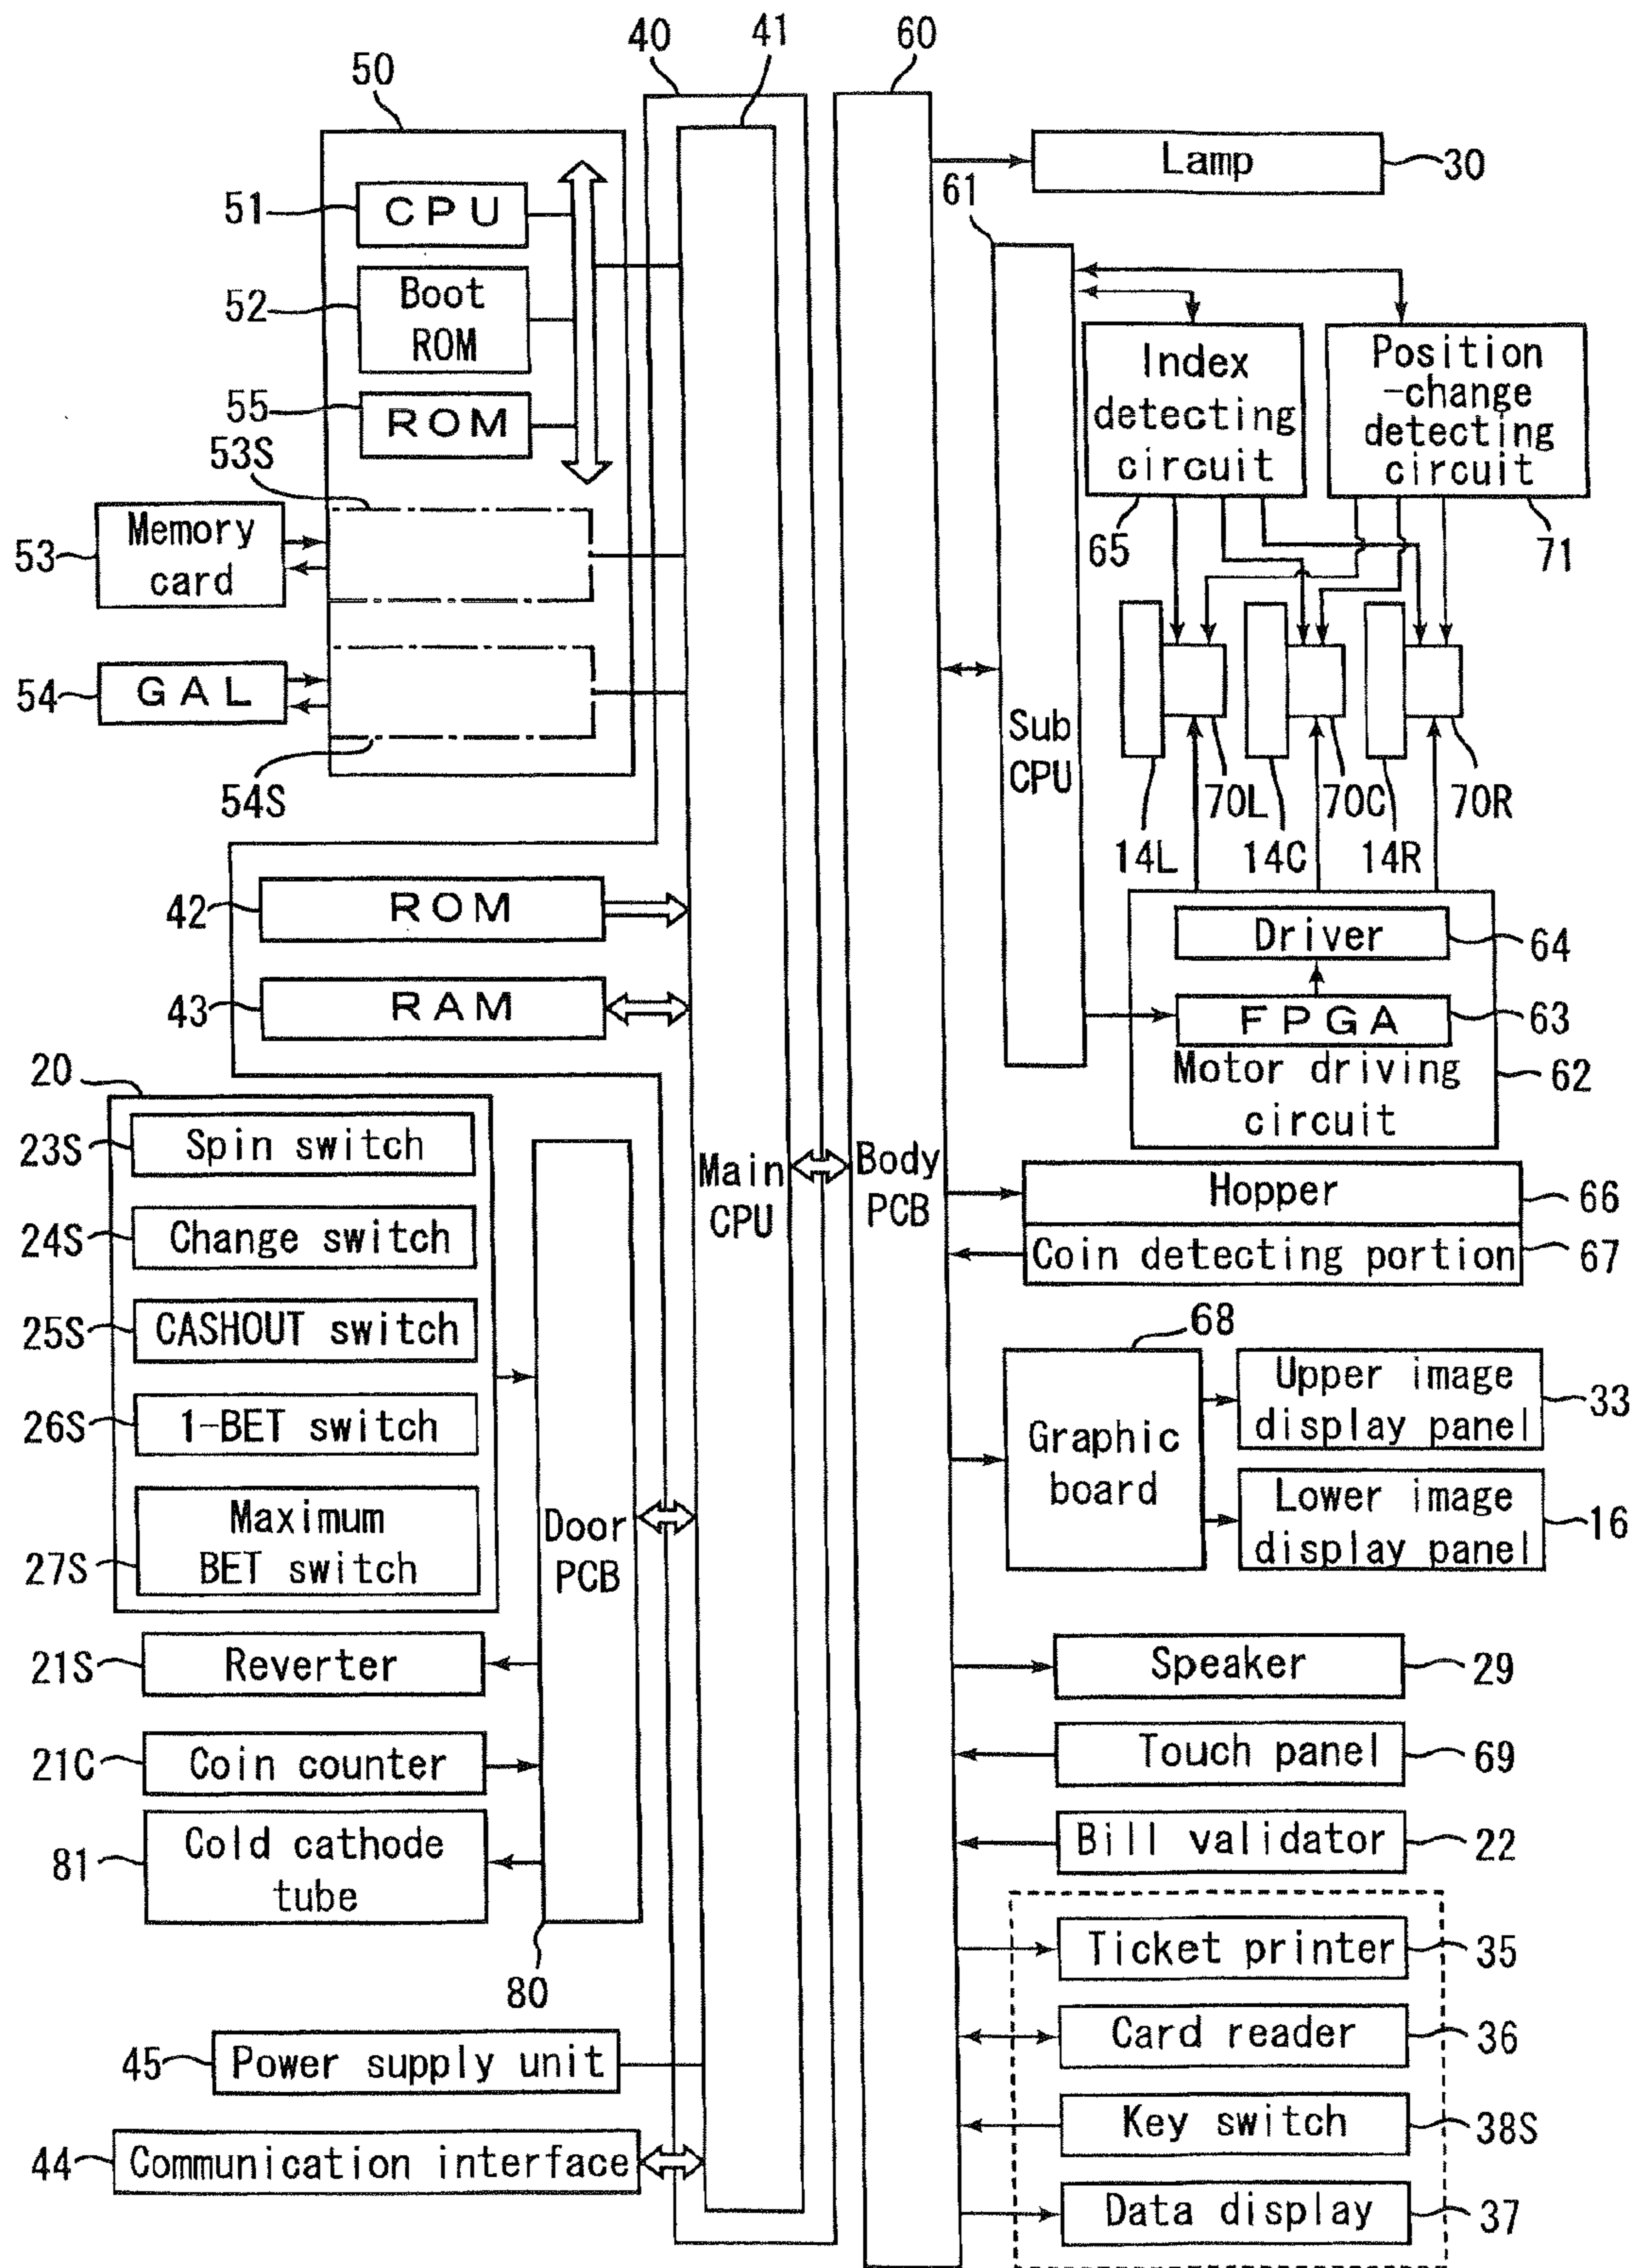 40
41
60
50
51
CPU
52
Boot
ROM
55
ROM
53S
53
Memory
card
54
GAL
54S
42
ROM
43
RAM
20
23S
Spin switch
24S
Change switch
25S
CASHOUT switch
26S
1-BET switch
27S
Maximum
BET switch
21S
Reverter
21C
Coin counter
81
Cold cathode
tube
Door
PCB
80
45
Power supply unit
44
Communication interface
Main
CPU
Body
PCB
Lamp
30
61
Sub
CPU
Index
detecting
circuit
65
Position
-change
detecting
circuit
71
70L
70C
70R
14L
14C
14R
Driver
64
FPGA
63
Motor driving
circuit
62
Hopper
66
Coin detecting portion
67
68
Graphic
board
Upper image
display panel
33
Lower image
display panel
16
Speaker
29
Touch panel
69
Bill validator
22
Ticket printer
35
Card reader
36
Key switch
38S
Data display
37